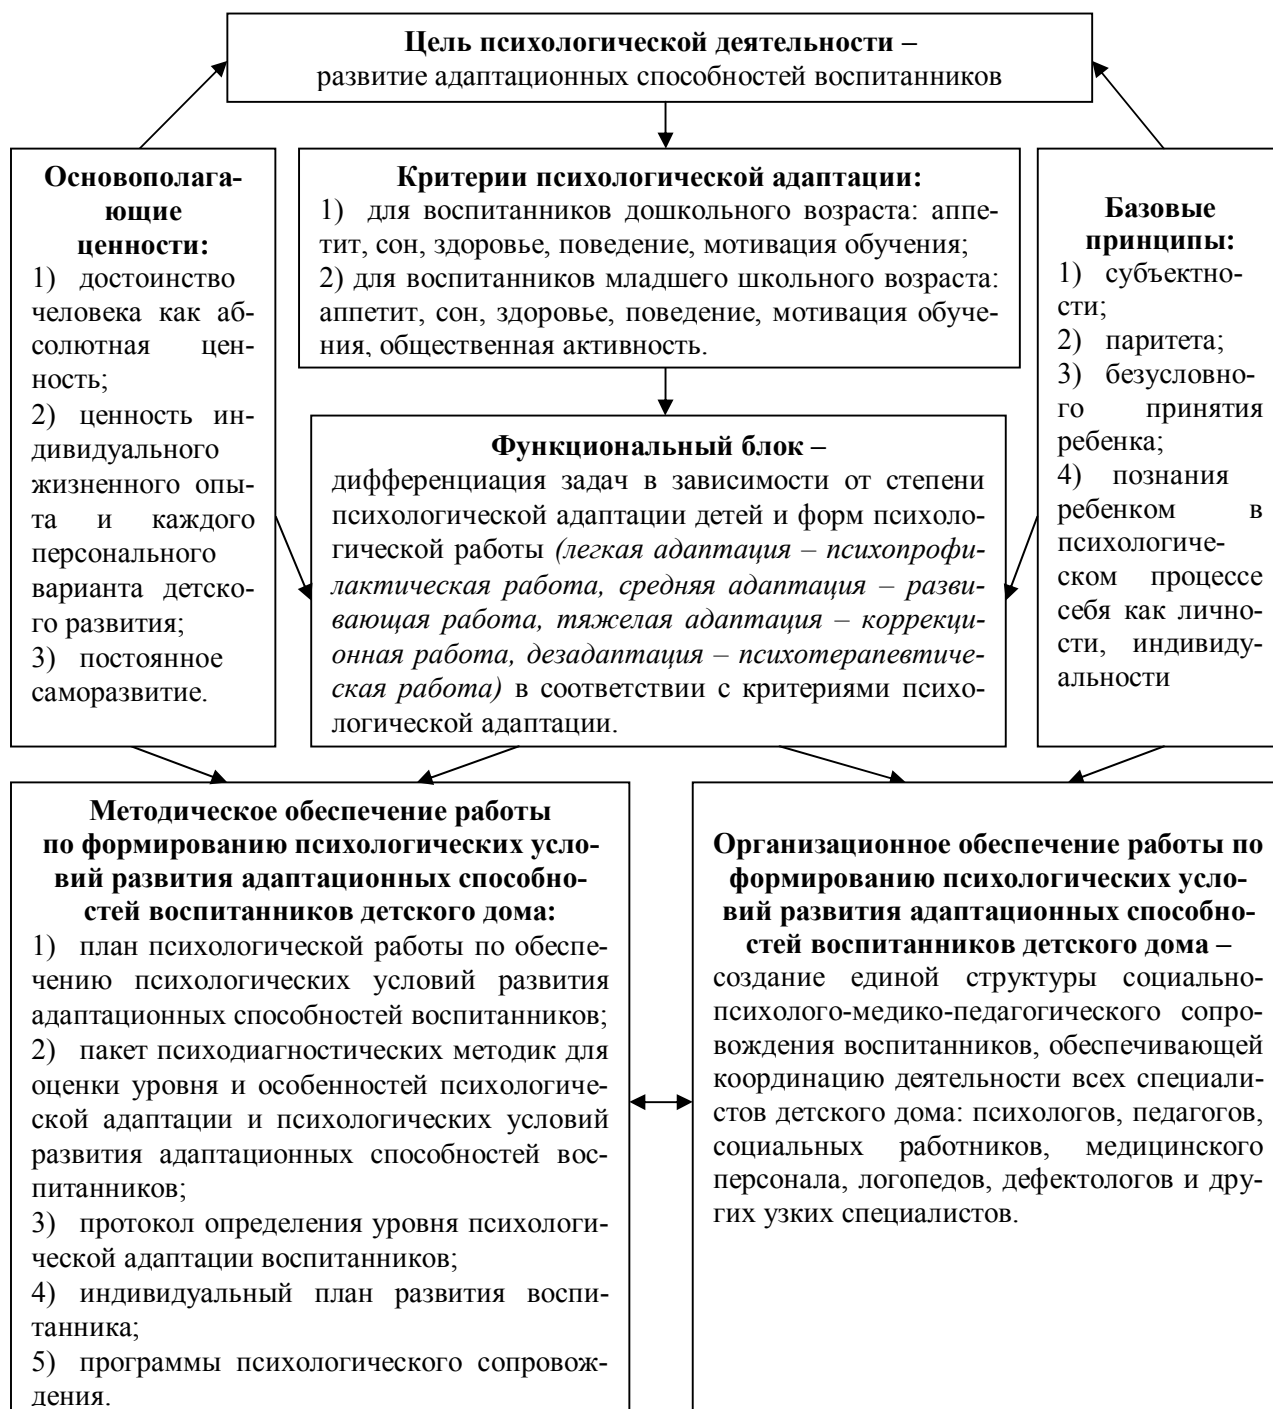 Цель психологической деятельности –
развитие адаптационных способностей воспитанников
Основополага-
ющие
ценности:
1) достоинство
человека как аб-
солютная цен-
ность;
2) ценность ин-
дивидуального
жизненного опы-
та и каждого
персонального
варианта детско-
го развития;
3) постоянное
саморазвитие.
Критерии психологической адаптации:
1) для воспитанников дошкольного возраста: аппе-
тит, сон, здоровье, поведение, мотивация обучения;
2) для воспитанников младшего школьного возраста:
аппетит, сон, здоровье, поведение, мотивация обуче-
ния, общественная активность.
Базовые
принципы:
1) субъектно-
сти;
2) паритета;
3) безусловно-
го принятия
ребенка;
4) познания
ребенком в
психологиче-
ском процессе
себя как лично-
сти, индивиду-
альности
Функциональный блок –
дифференциация задач в зависимости от степени
психологической адаптации детей и форм психоло-
гической работы (легкая адаптация – психопрофи-
лактическая работа, средняя адаптация – разви-
вающая работа, тяжелая адаптация – коррекци-
онная работа, дезадаптация – психотерапевтиче-
ская работа) в соответствии с критериями психо-
логической адаптации.
Методическое обеспечение работы
по формированию психологических усло-
вий развития адаптационных способно-
стей воспитанников детского дома:
1) план психологической работы по обеспе-
чению психологических условий развития
адаптационных способностей воспитанников;
2) пакет психодиагностических методик для
оценки уровня и особенностей психологиче-
ской адаптации и психологических условий
развития адаптационных способностей вос-
питанников;
3) протокол определения уровня психологи-
ческой адаптации воспитанников;
4) индивидуальный план развития воспи-
танника;
5) программы психологического сопровож-
дения.
Организационное обеспечение работы по
формированию психологических усло-
вий развития адаптационных способно-
стей воспитанников детского дома –
создание единой структуры социально-
психолого-медико-педагогического сопро-
вождения воспитанников, обеспечивающей
координацию деятельности всех специали-
стов детского дома: психологов, педагогов,
социальных работников, медицинского
персонала, логопедов, дефектологов и дру-
гих узких специалистов.